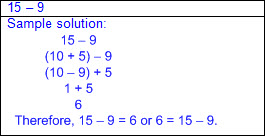 15 – 9
Sample solution:
15 – 9
(10 + 5) – 9
(10 – 9) + 5
1 + 5
6
Therefore, 15 – 9 = 6 or 6 = 15 – 9.